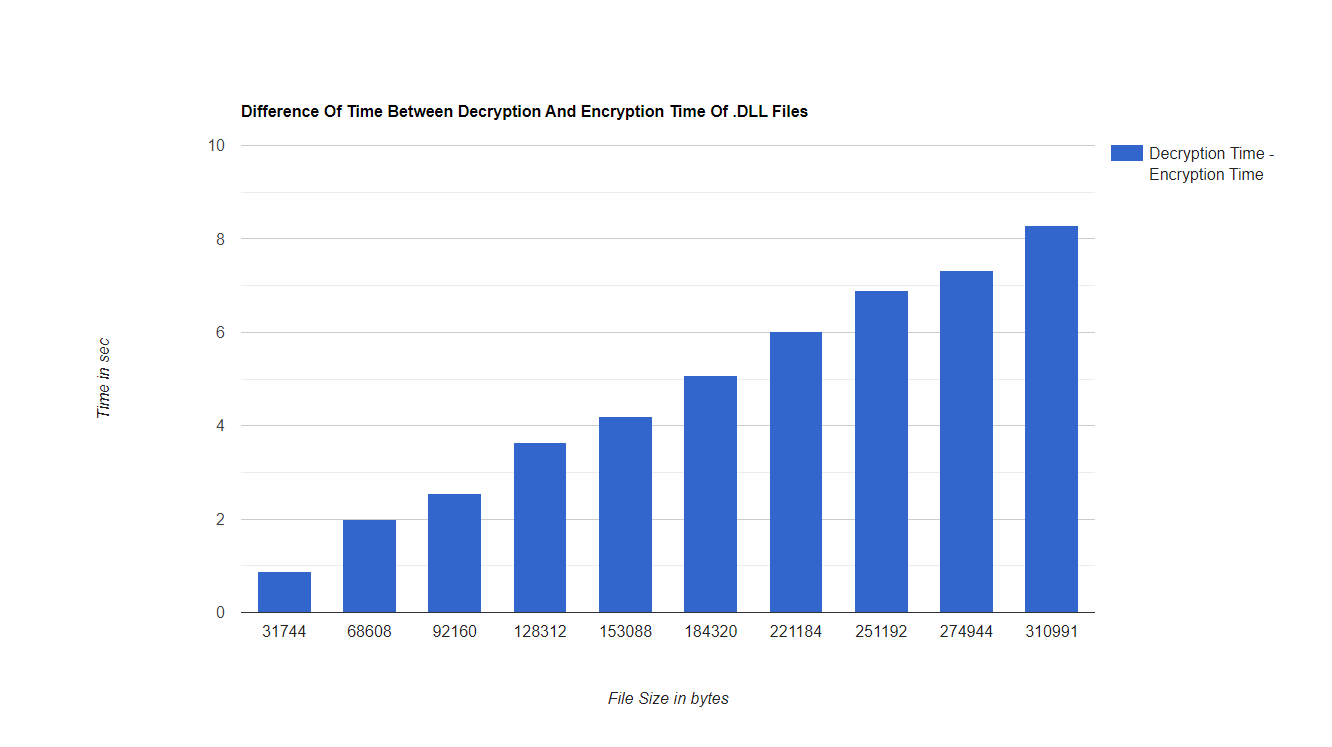 Difference Of Time Between Decryption And Encryption Time Of .DLL Files
10
8
6
4
2
0
Decryption Time -
Encryption Time
Time in sec
31744 68608 92160 128312 153088 184320 221184 251192 274944 310991
File Size in bytes